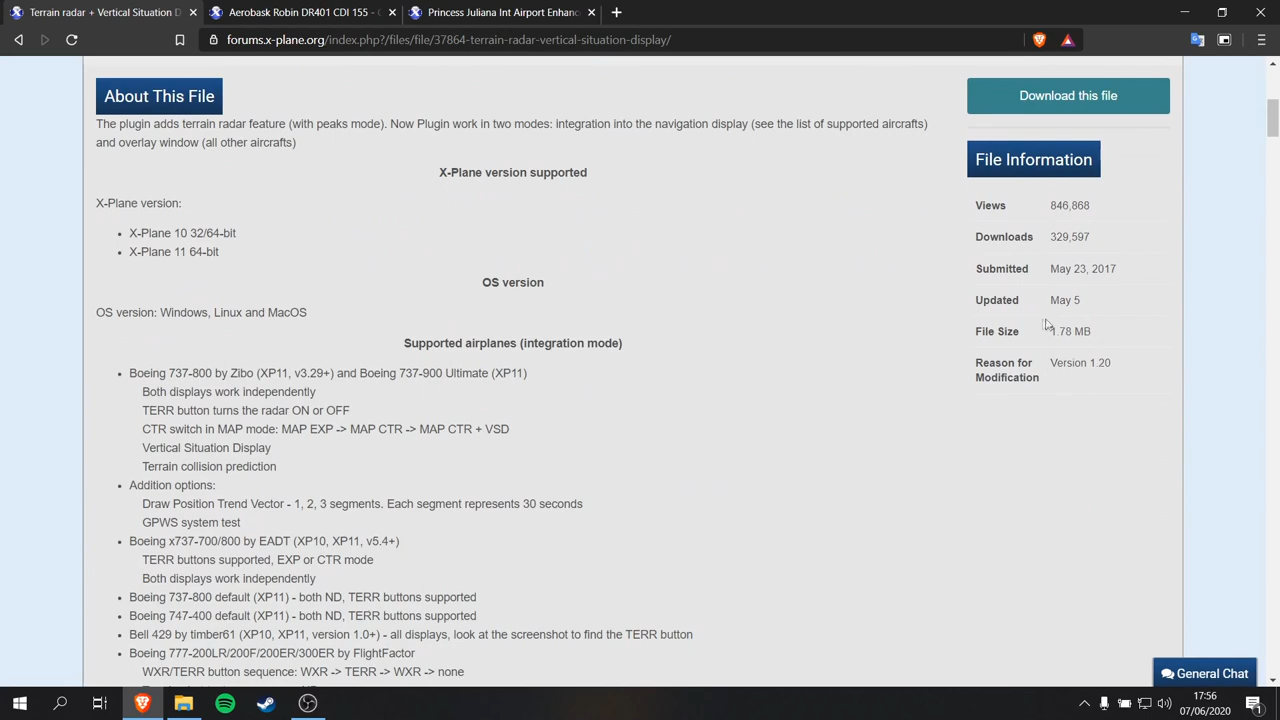 Terrain radar + Vertical Situation D
Aerobask Robin DR401 CDI 155 -
Princess Juliana Int Airport Enhanc
forums.x-plane.org/index.php?/files/file/37864-terrain-radar-vertical-situation-display/
About This File
The plugin adds terrain radar feature (with peaks mode). Now Plugin work in two modes: integration into the navigation display (see the list of supported aircrafts)
and overlay window (all other aircrafts)
X-Plane version supported
X-Plane version:
• X-Plane 10 32/64-bit
• X-Plane 11 64-bit
OS version
OS version: Windows, Linux and MacOS
Supported airplanes (integration mode)
• Boeing 737-800 by Zibo (XP11, v3.29+) and Boeing 737-900 Ultimate (XP11)
Both displays work independently
TERR button turns the radar ON or OFF
CTR switch in MAP mode: MAP EXP -> MAP CTR -> MAP CTR + VSD
Vertical Situation Display
Terrain collision prediction
• Addition options:
Draw Position Trend Vector - 1, 2, 3 segments. Each segment represents 30 seconds
GPWS system test
• Boeing x737-700/800 by EADT (XP10, XP11, v5.4+)
TERR buttons supported, EXP or CTR mode
Both displays work independently
• Boeing 737-800 default (XP11) - both ND, TERR buttons supported
• Boeing 747-400 default (XP11) - both ND, TERR buttons supported
• Bell 429 by timber61 (XP10, XP11, version 1.0+) - all displays, look at the screenshot to find the TERR button
• Boeing 777-200LR/200F/200ER/300ER by FlightFactor
WXR/TERR button sequence: WXR -> TERR -> WXR -> none
Download this file
File Information
Views 846,868
Downloads 329,597
Submitted May 23, 2017
Updated May 5
File Size 1.78 MB
Reason for Modification Version 1.20
General Chat
17:56
07/06/2020
1